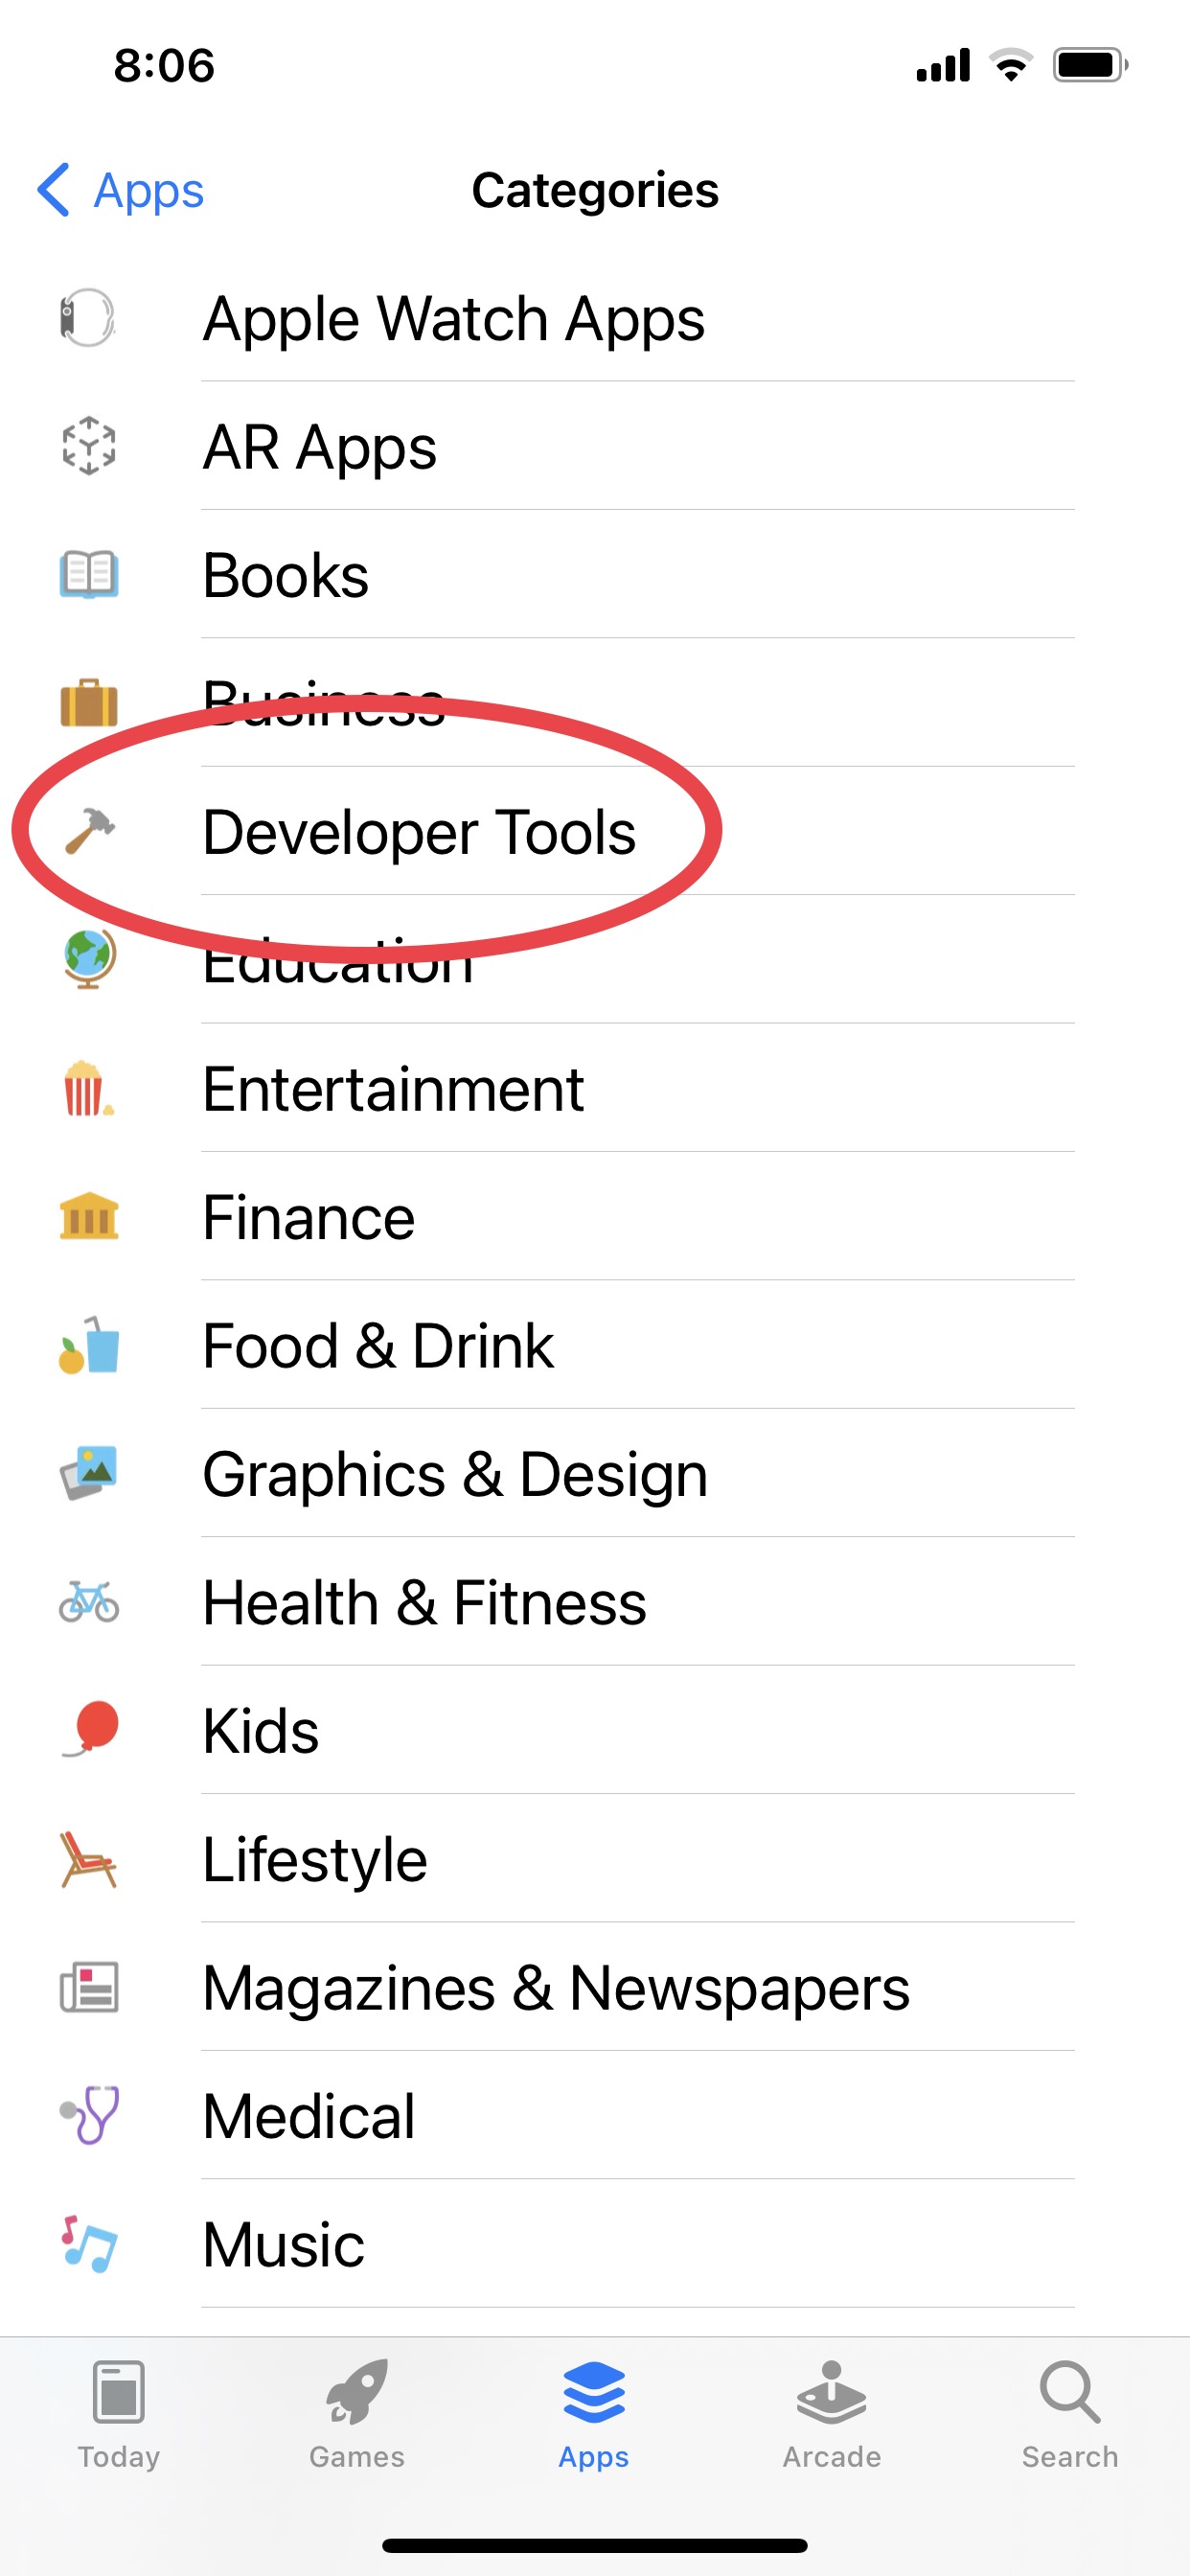 8:06
Apps
Categories
Apple Watch Apps
AR Apps
Books
Business
Developer Tools
Education
Entertainment
Finance
Food & Drink
Graphics & Design
Health & Fitness
Kids
Lifestyle
Magazines & Newspapers
Medical
Music
Today
Games
Apps
Arcade
Search